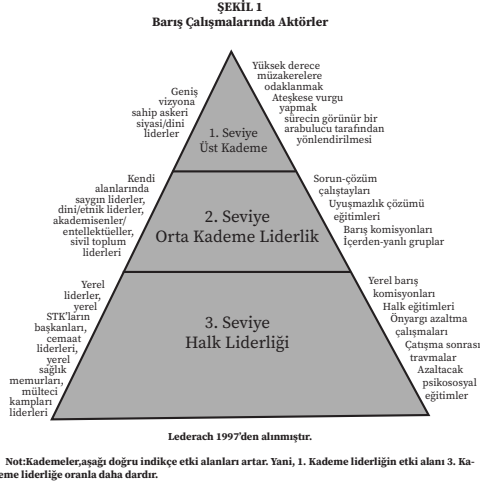 ŞEKİL 1
Barış Çalışmalarında Aktörler
Geniş
vizyona
sahip askeri
siyasi/dini
liderler
1. Seviye
Üst Kademe
Yüksek derece
müzakerelere
odaklanmak
Ateşkese vurgu
yapmak
sürecin görünür bir
arabulucu tarafından
yönlendirilmesi
Kendi
alanlarında
saygın liderler,
dini/etnik liderler,
akademisenler/
entellektüeller,
sivil toplum
liderleri
2. Seviye
Orta Kademe Liderlik
Sorun-çözüm
çalıştayları
Uyuşmazlık çözümü
eğitimleri
Barış komisyonları
İçerden-yanlı gruplar
Yerel
liderler,
yerel
STK'ların
başkanları,
cemaat
liderleri,
yerel
sağlık
memurları,
mülteci
kampları
liderleri
3. Seviye
Halk Liderliği
Yerel barış
komisyonları
Halk eğitimleri
Önyargı azaltma
çalışmaları
Çatışma sonrası
travmalar
Azaltacak
psikososyal
eğitimler
Lederach 1997'den alınmıştır.
Not:Kademeler,aşağı doğru indikçe etki alanları artar. Yani, 1. Kademe liderliğin etki alanı 3. Ka-
eme liderliğe oranla daha dardır.